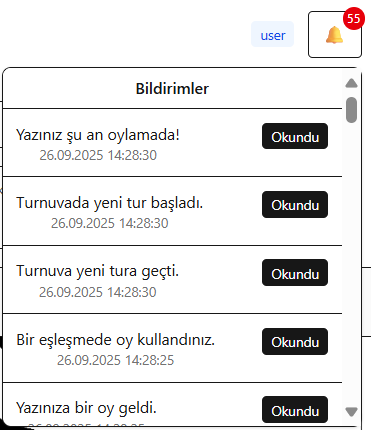 user
55
Bildirimler
Yazınız şu an oylamada!
26.09.2025 14:28:30
Okundu
Turnuvada yeni tur başladı.
26.09.2025 14:28:30
Okundu
Turnuva yeni tura geçti.
26.09.2025 14:28:30
Okundu
Bir eşleşmede oy kullandınız.
26.09.2025 14:28:25
Okundu
Yazınıza bir oy geldi.
Okundu